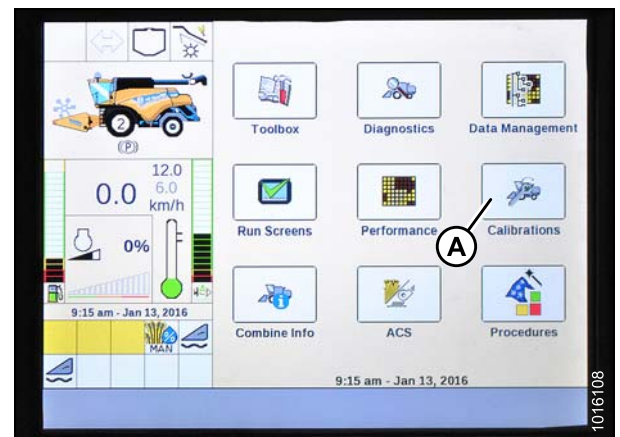 2
(P)
12.0
0.0 6.0
km/h
0%
9:15 am - Jan 13, 2016
MAN
Toolbox Diagnostics Data Management
Run Screens Performance Calibrations
A
Combine Info ACS Procedures
9:15 am - Jan 13, 2016
1016108